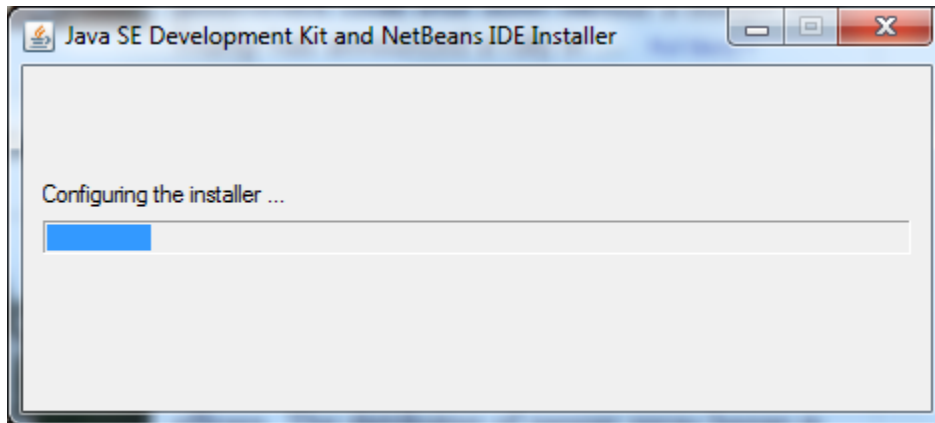 Java SE Development Kit and NetBeans IDE Installer
Configuring the installer ...